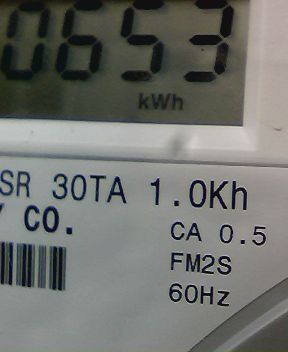 0653
kWh
SR 30TA 1.0Kh
Y CO.
CA 0.5
FM2S
60Hz